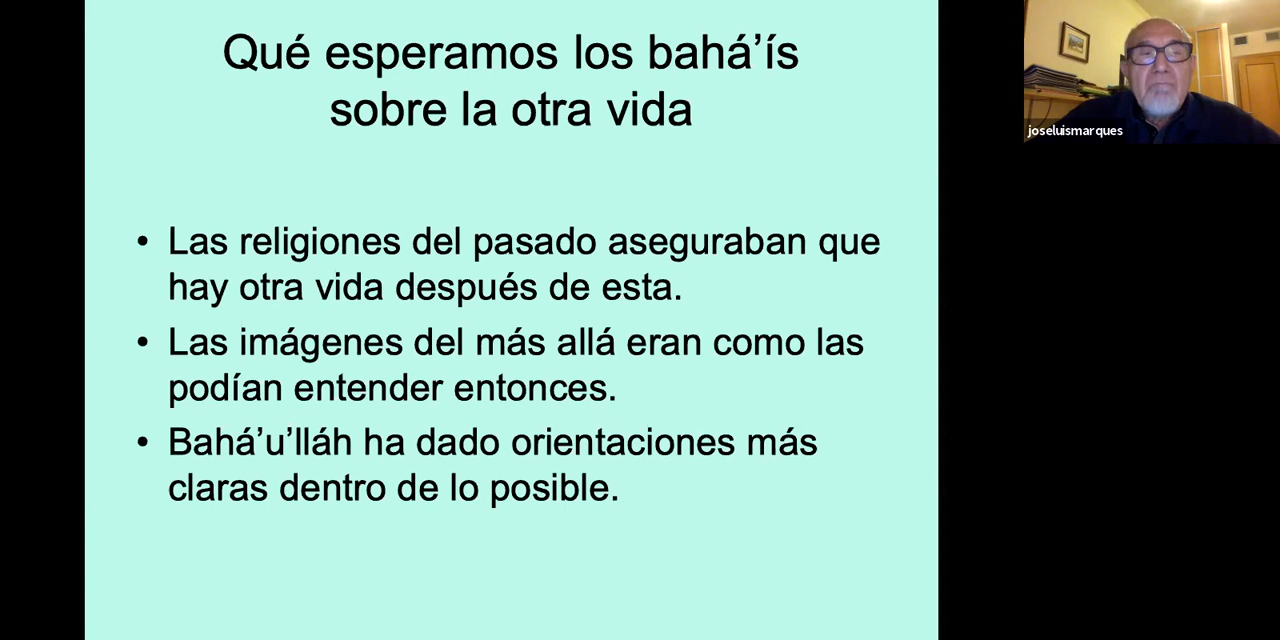 Qué esperamos los bahá’ís
sobre la otra vida
• Las religiones del pasado aseguraban que
hay otra vida después de esta.
• Las imágenes del más allá eran como las
podían entender entonces.
• Bahá’u’lláh ha dado orientaciones más
claras dentro de lo posible.
joseluismarques